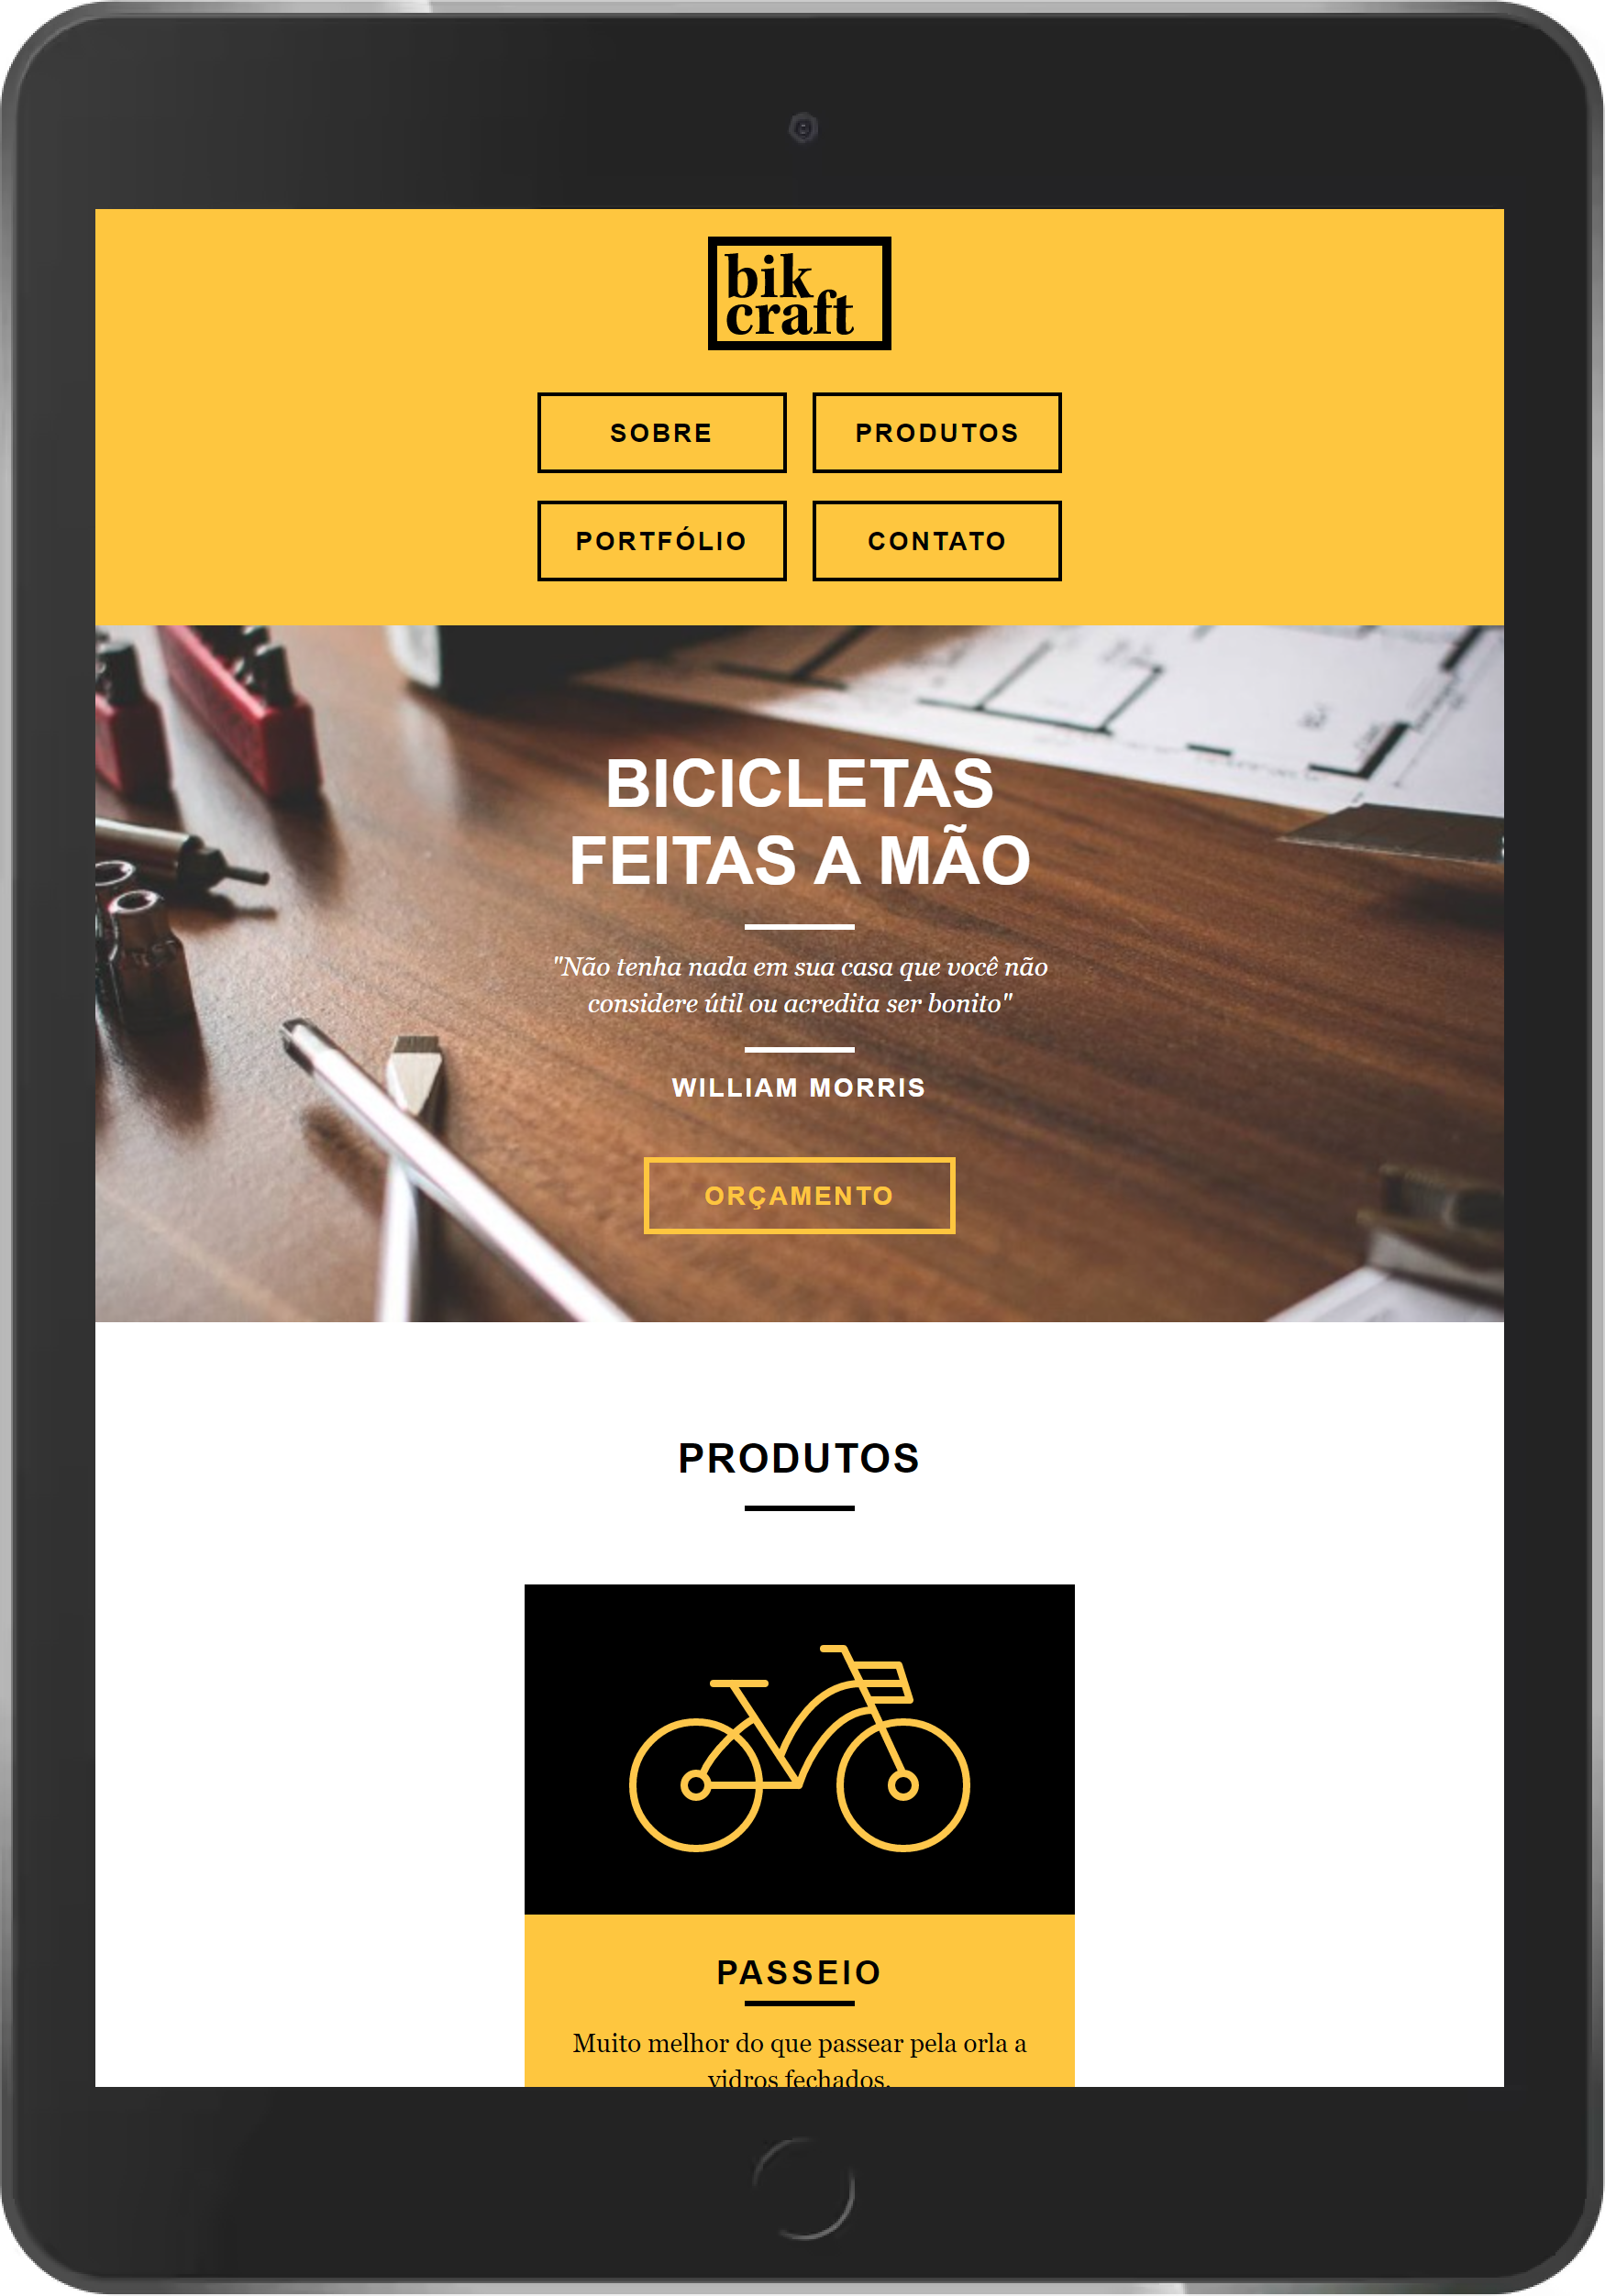 bik
craft
SOBRE
PRODUTOS
PORTFÓLIO
CONTATO
BICICLETAS
FEITAS A MÃO
"Não tenha nada em sua casa que você não
considere útil ou acredita ser bonito"
WILLIAM MORRIS
ORÇAMENTO
PRODUTOS
PASSEIO
Muito melhor do que passear pela orla a
vidros fechados.